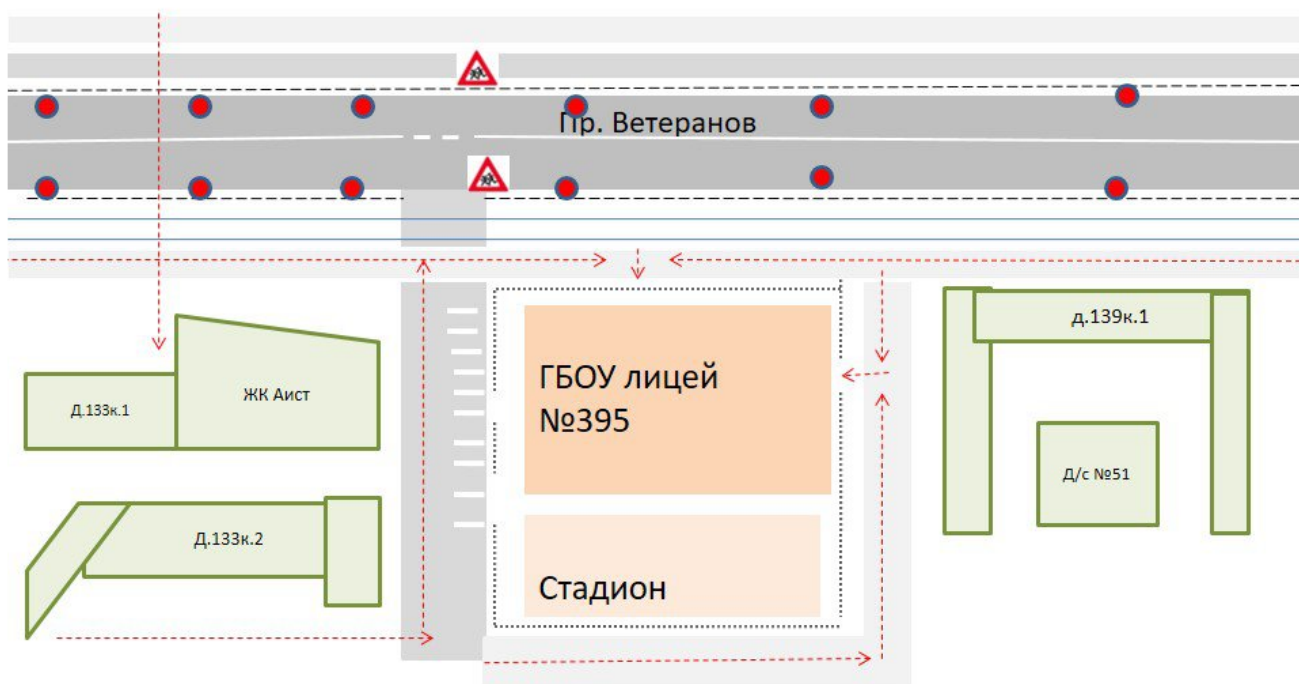 Пр. Ветеранов
д.139к.1
ГБОУ лицей
№395
ЖК Аист
Д.133к.1
Д/с №51
Д.133к.2
Стадион